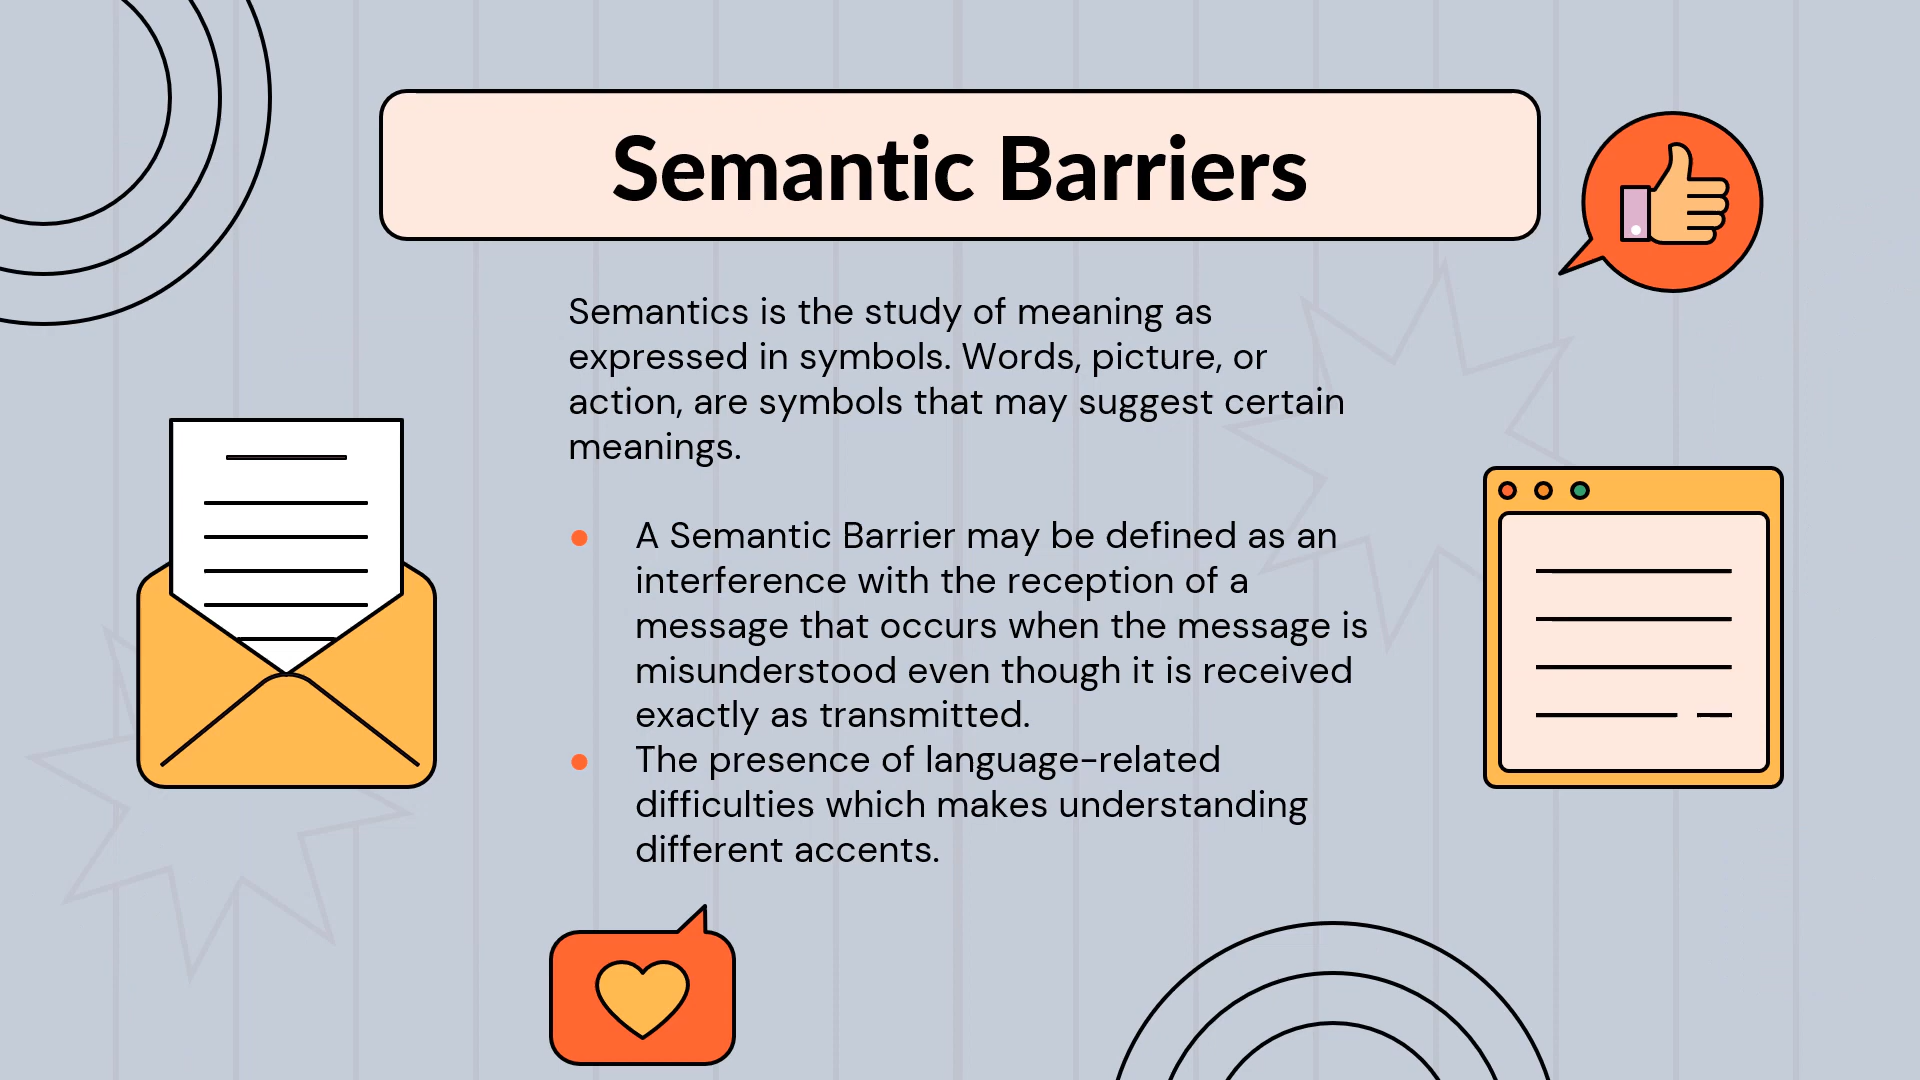 Semantic Barriers
Semantics is the study of meaning as
expressed in symbols. Words, picture, or
action, are symbols that may suggest certain
meanings.
● A Semantic Barrier may be defined as an
interference with the reception of a
message that occurs when the message is
misunderstood even though it is received
exactly as transmitted.
● The presence of language-related
difficulties which makes understanding
different accents.